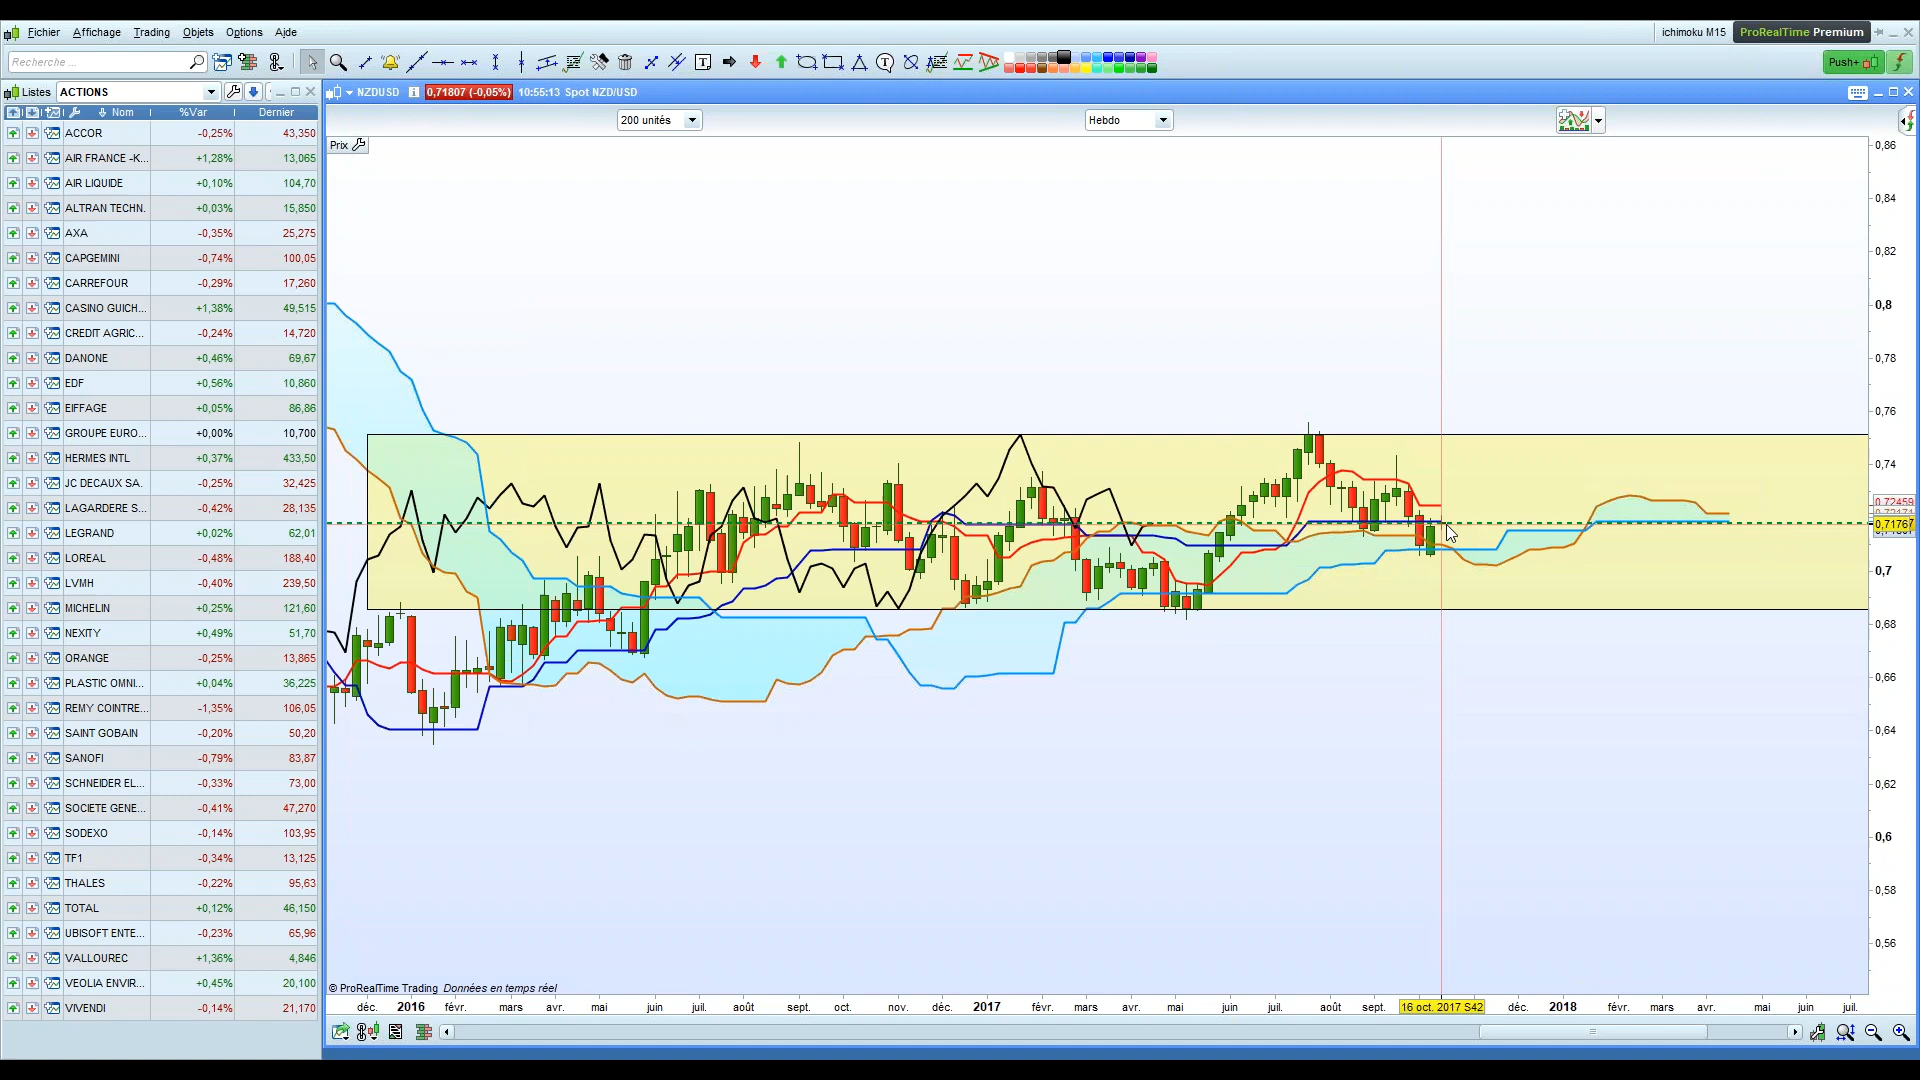 Fichier Affichage Trading Objets Options Aide
ichimoku M15 ProRealTime Premium
Recherche ...
Push+
Listes ACTIONS
Nom %Var Dernier
ACCOR -0,25% 43,350
AIR FRANCE -K... +1,28% 13,065
AIR LIQUIDE +0,10% 104,70
ALTRAN TECHN. +0,03% 15,850
AXA -0,35% 25,275
CAPGEMINI -0,74% 100,05
CARREFOUR -0,29% 17,260
CASINO GUICH... +1,38% 49,515
CREDIT AGRIC... -0,24% 14,720
DANONE +0,46% 69,67
EDF +0,56% 10,860
EIFFAGE +0,05% 86,86
GROUPE EURO... +0,00% 10,700
HERMES INTL +0,37% 433,50
JC DECAUX SA. -0,25% 32,425
LAGARDERE S... -0,42% 28,135
LEGRAND +0,02% 62,01
LOREAL -0,48% 188,40
LVMH -0,40% 239,50
MICHELIN +0,25% 121,60
NEXITY +0,49% 51,70
ORANGE -0,25% 13,865
PLASTIC OMNI... +0,04% 36,225
REMY COINTRE... -1,35% 106,05
SAINT GOBAIN -0,20% 50,20
SANOFI -0,79% 83,87
SCHNEIDER EL... -0,33% 73,00
SOCIETE GENE... -0,41% 47,270
SODEXO -0,14% 103,95
TF1 -0,34% 13,125
THALES -0,22% 95,63
TOTAL +0,12% 46,150
UBISOFT ENTE... -0,23% 65,96
VALLOUREC +1,36% 4,846
VEOLIA ENVIR... +0,45% 20,100
VIVENDI -0,14% 21,170
NZDUSD 0,71807 (-0,05%) 10:55:13 Spot NZD/USD
200 unités Hebdo
Prix
0,86
0,84
0,82
0,8
0,78
0,76
0,74
0,72459
0,71767
0,7
0,68
0,66
0,64
0,62
0,6
0,58
0,56
© ProRealTime Trading Données en temps réel
déc. 2016 févr. mars avr. mai juin juil. août sept. oct. nov. déc. 2017 févr. mars avr. mai juin juil. août sept. 16 oct. 2017 S42 déc. 2018 févr. mars avr. mai juin juil.